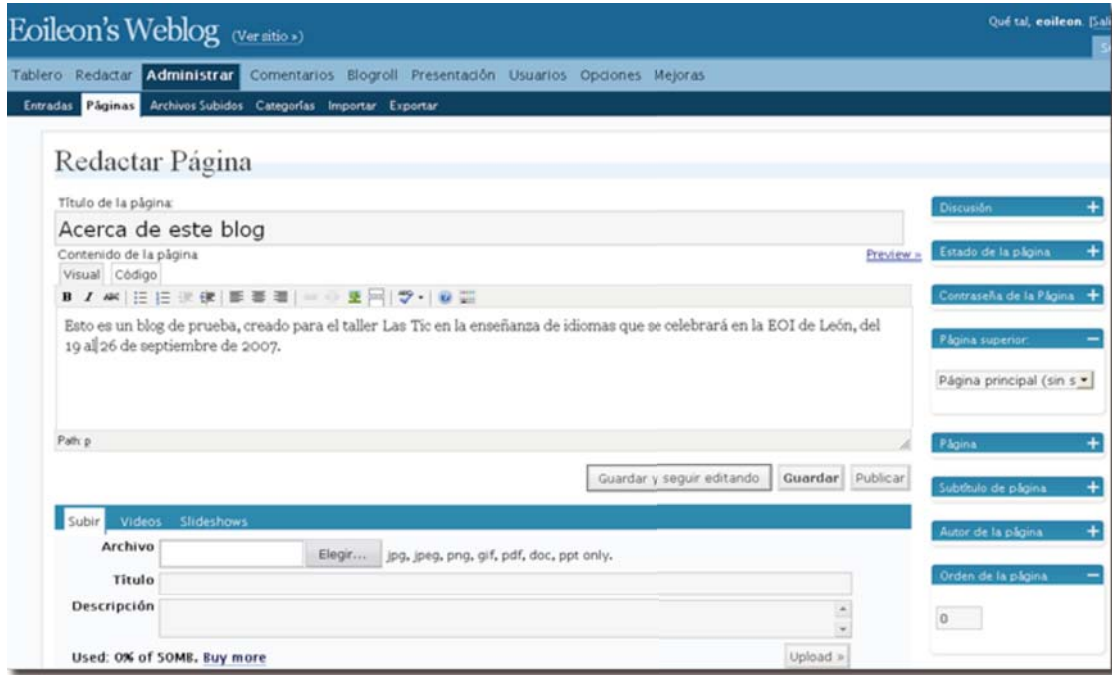 Eoileon's Weblog (Ver sitio »)
Qué tal, eoileon. [Sali
Tablero Redactar Administrar Comentarios Blogroll Presentación Usuarios Opciones Mejoras
Entradas Páginas Archivos Subidos Categorías Importar Exportar
Redactar Página
Título de la página:
Acerca de este blog
Contenido de la página
Preview »
Visual Código
B I ABC
Esto es un blog de prueba, creado para el taller Las Tic en la enseñanza de idiomas que se celebrará en la EOI de León, del
19 al 26 de septiembre de 2007.
Path: p
Guardar y seguir editando Guardar Publicar
Subir Videos Slideshows
Archivo Elegir... jpg, jpeg, png, gif, pdf, doc, ppt only.
Título
Descripción
Used: 0% of 50MB. Buy more
Upload »
Discusión +
Estado de la página +
Contraseña de la Página +
Página superior: −
Página principal (sin s
Página +
Subtítulo de página +
Autor de la página +
Orden de la página −
0